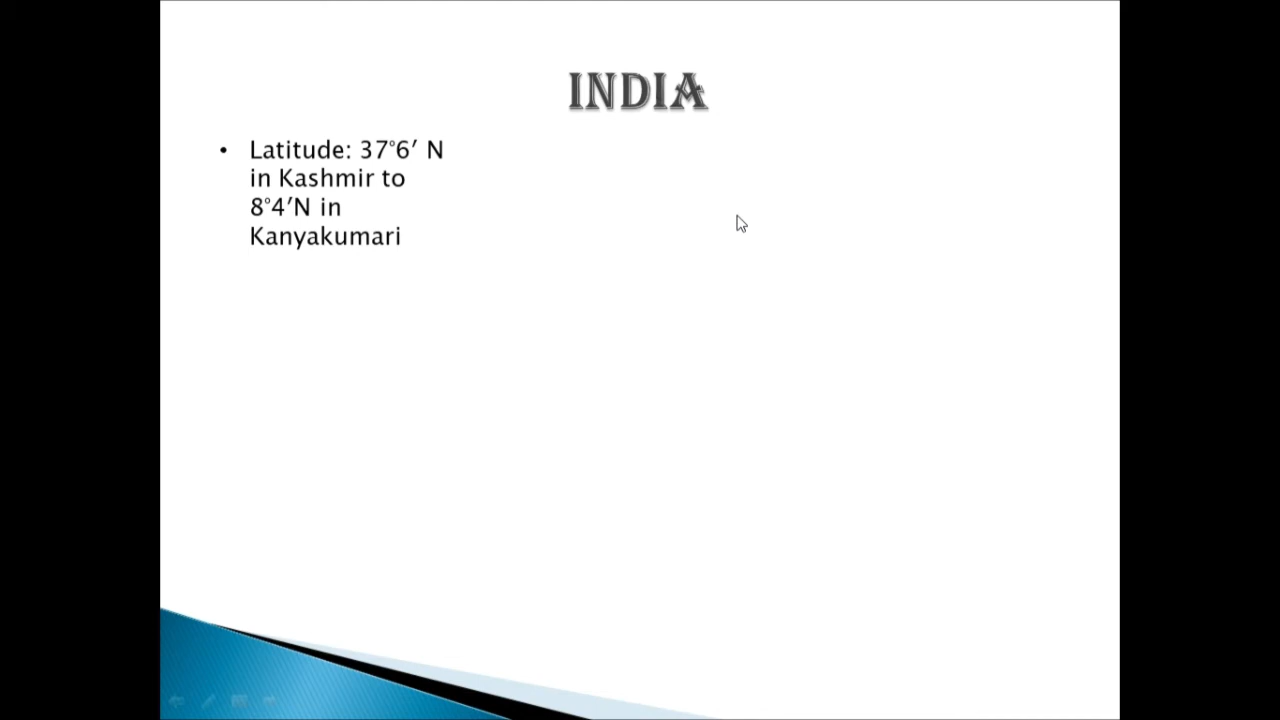 INDIA
• Latitude: 37°6′ N
in Kashmir to
8°4′N in
Kanyakumari